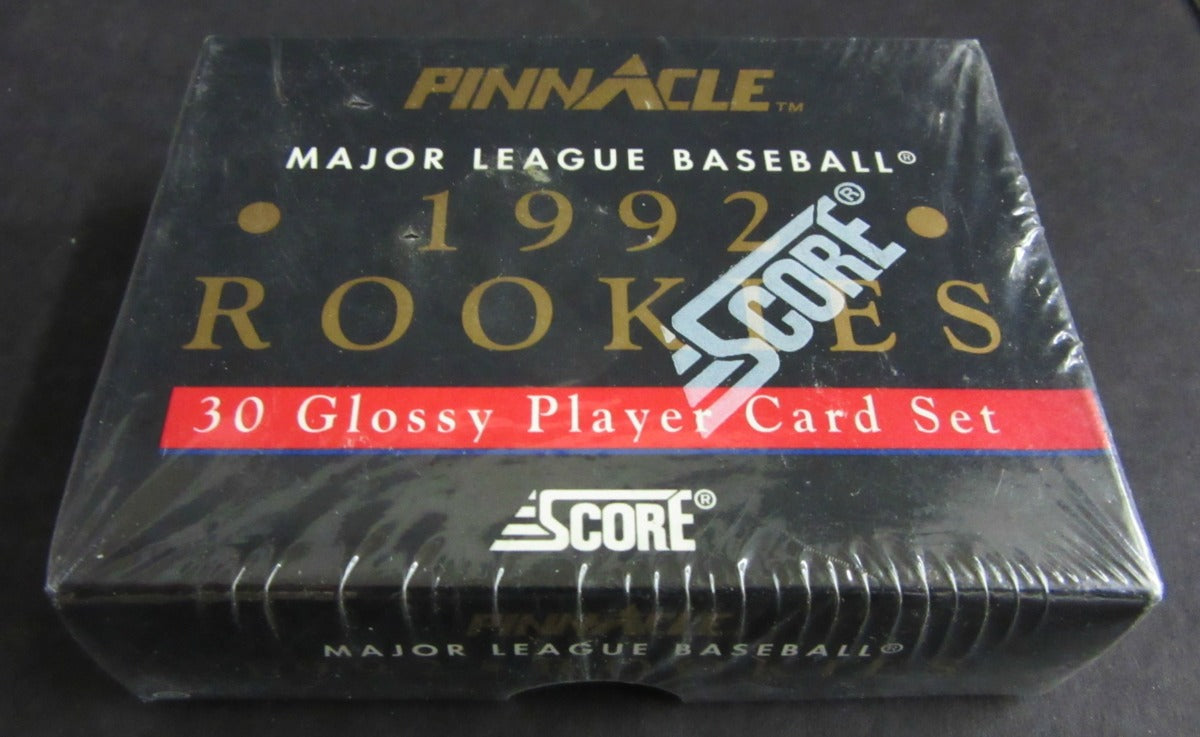 PINNACLE™
MAJOR LEAGUE BASEBALL®
• 1992 •
ROOKIES
SCORE®
30 Glossy Player Card Set
SCORE®
PINNACLE
MAJOR LEAGUE BASEBALL®